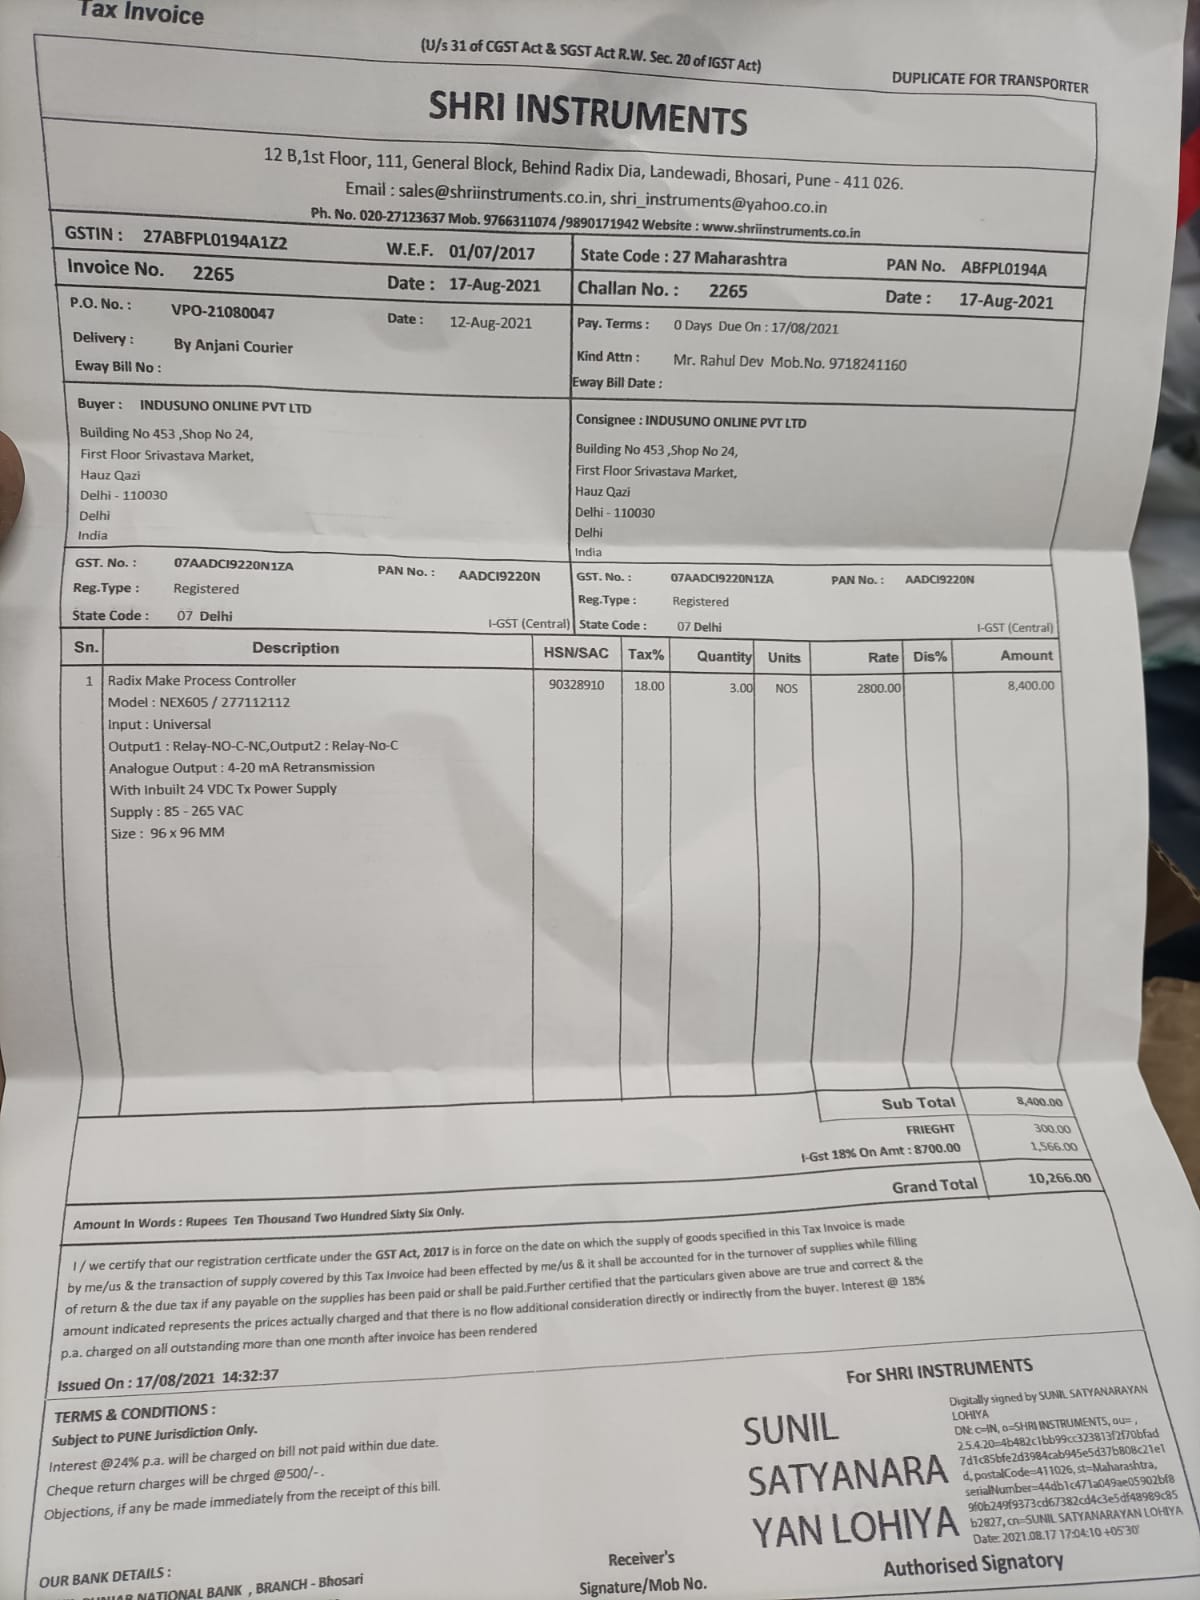 Tax Invoice
(U/s 31 of CGST Act & SGST Act R.W. Sec. 20 of IGST Act)
DUPLICATE FOR TRANSPORTER
SHRI INSTRUMENTS
12 B,1st Floor, 111, General Block, Behind Radix Dia, Landewadi, Bhosari, Pune - 411 026.
Email : sales@shriinstruments.co.in, shri_instruments@yahoo.co.in
Ph. No. 020-27123637 Mob. 9766311074 /9890171942 Website : www.shriinstruments.co.in
GSTIN : 27ABFPL0194A1Z2 W.E.F. 01/07/2017 State Code : 27 Maharashtra PAN No. ABFPL0194A
Invoice No. 2265 Date : 17-Aug-2021 Challan No. : 2265 Date : 17-Aug-2021
P.O. No. : VPO-21080047 Date : 12-Aug-2021
Delivery : By Anjani Courier
Eway Bill No :
Pay. Terms : 0 Days Due On : 17/08/2021
Kind Attn : Mr. Rahul Dev Mob.No. 9718241160
Eway Bill Date :
Buyer : INDUSUNO ONLINE PVT LTD
Building No 453 ,Shop No 24,
First Floor Srivastava Market,
Hauz Qazi
Delhi - 110030
Delhi
India
Consignee : INDUSUNO ONLINE PVT LTD
Building No 453 ,Shop No 24,
First Floor Srivastava Market,
Hauz Qazi
Delhi - 110030
Delhi
India
GST. No. : 07AADCI9220N1ZA PAN No. : AADCI9220N
Reg.Type : Registered
State Code : 07 Delhi I-GST (Central)
GST. No. : 07AADCI9220N1ZA PAN No. : AADCI9220N
Reg.Type : Registered
State Code : 07 Delhi I-GST (Central)
Sn. Description HSN/SAC Tax% Quantity Units Rate Dis% Amount
1 Radix Make Process Controller 90328910 18.00 3.00 NOS 2800.00 8,400.00
Model : NEX605 / 277112112
Input : Universal
Output1 : Relay-NO-C-NC,Output2 : Relay-No-C
Analogue Output : 4-20 mA Retransmission
With Inbuilt 24 VDC Tx Power Supply
Supply : 85 - 265 VAC
Size : 96 x 96 MM
Sub Total 8,400.00
FRIEGHT 300.00
I-Gst 18% On Amt : 8700.00 1,566.00
Grand Total 10,266.00
Amount In Words : Rupees Ten Thousand Two Hundred Sixty Six Only.
I / we certify that our registration certficate under the GST Act, 2017 is in force on the date on which the supply of goods specified in this Tax Invoice is made
by me/us & the transaction of supply covered by this Tax Invoice had been effected by me/us & it shall be accounted for in the turnover of supplies while filling
of return & the due tax if any payable on the supplies has been paid or shall be paid.Further certified that the particulars given above are true and correct & the
amount indicated represents the prices actually charged and that there is no flow additional consideration directly or indirectly from the buyer. Interest @ 18%
p.a. charged on all outstanding more than one month after invoice has been rendered
Issued On : 17/08/2021 14:32:37
TERMS & CONDITIONS :
Subject to PUNE Jurisdiction Only.
Interest @24% p.a. will be charged on bill not paid within due date.
Cheque return charges will be chrged @500/-.
Objections, if any be made immediately from the receipt of this bill.
For SHRI INSTRUMENTS
SUNIL
SATYANARA
YAN LOHIYA
Digitally signed by SUNIL SATYANARAYAN
LOHIYA
DN: c=IN, o=SHRI INSTRUMENTS, ou= ,
2.5.4.20=4b482c1bb99cc323813f2f70bfad
7d1c85bfe2d3984cab945e5d37b808c21e1
d, postalCode=411026, st=Maharashtra,
serialNumber=44db1c471a049ae05902bf8
9f0b249f9373cd67382cd4c3e5df48989c85
b2827, cn=SUNIL SATYANARAYAN LOHIYA
Date: 2021.08.17 17:04:10 +05'30'
Receiver's
Signature/Mob No.
Authorised Signatory
OUR BANK DETAILS :
NATIONAL BANK , BRANCH - Bhosari